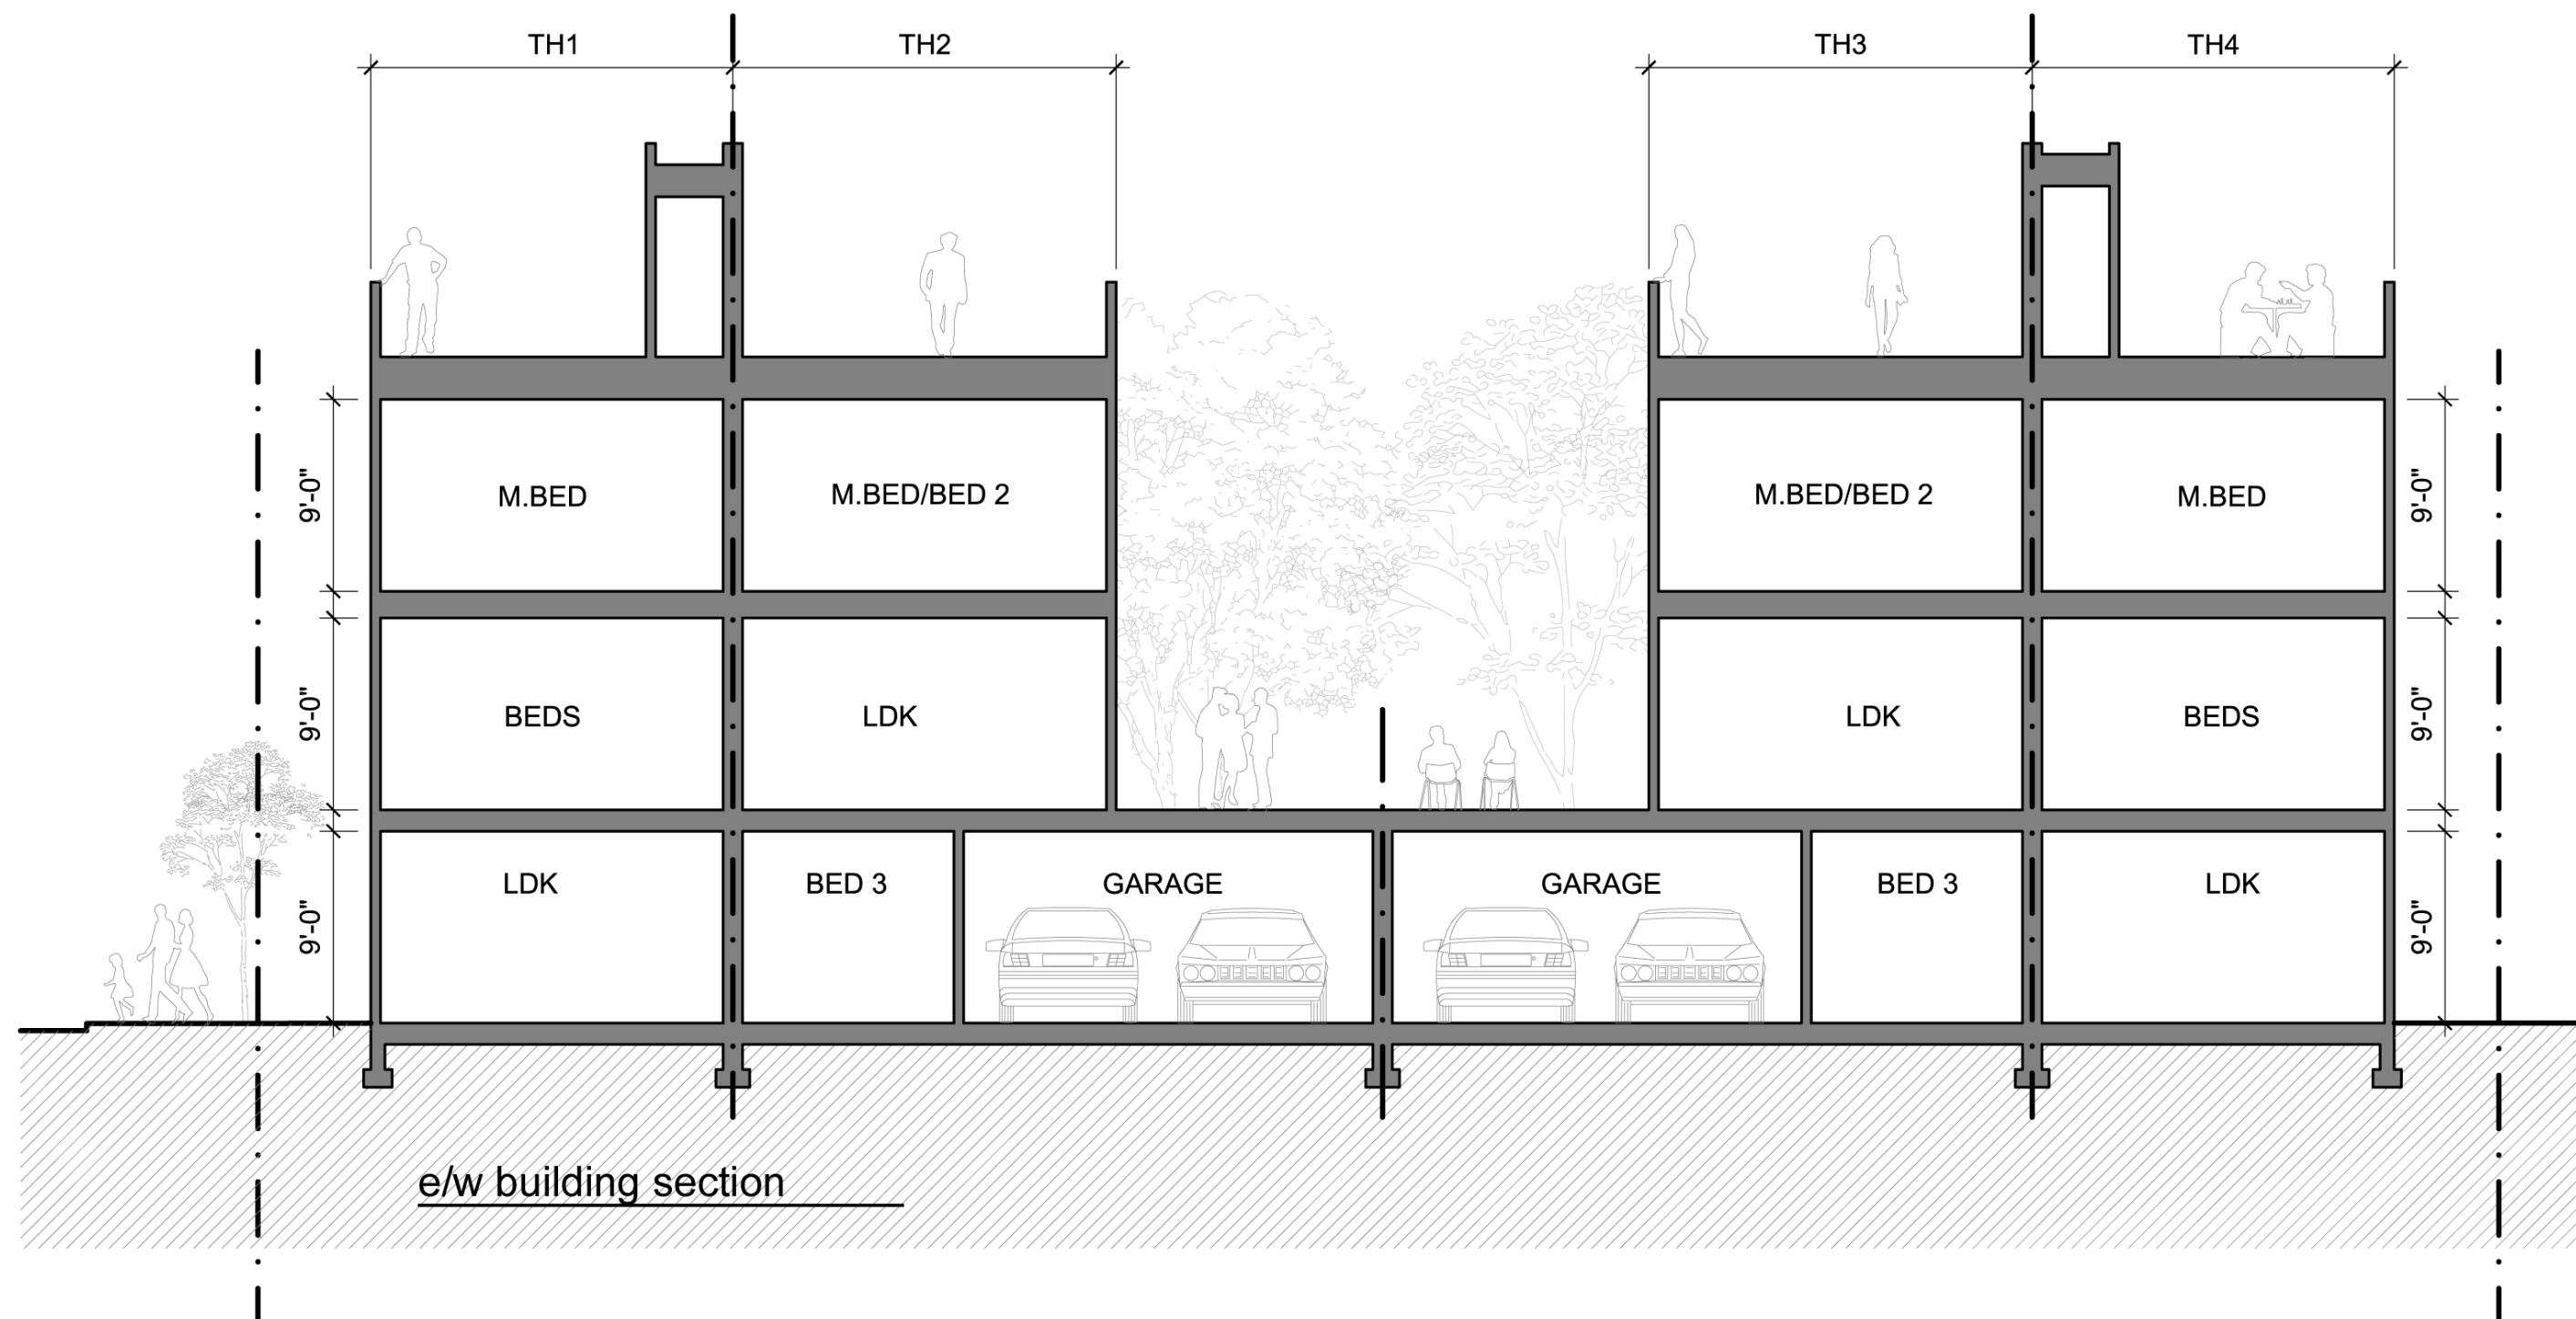 TH1
TH2
TH3
TH4
9'-0"
M.BED
M.BED/BED 2
M.BED/BED 2
M.BED
9'-0"
9'-0"
BEDS
LDK
LDK
BEDS
9'-0"
9'-0"
LDK
BED 3
GARAGE
GARAGE
BED 3
LDK
9'-0"
e/w building section